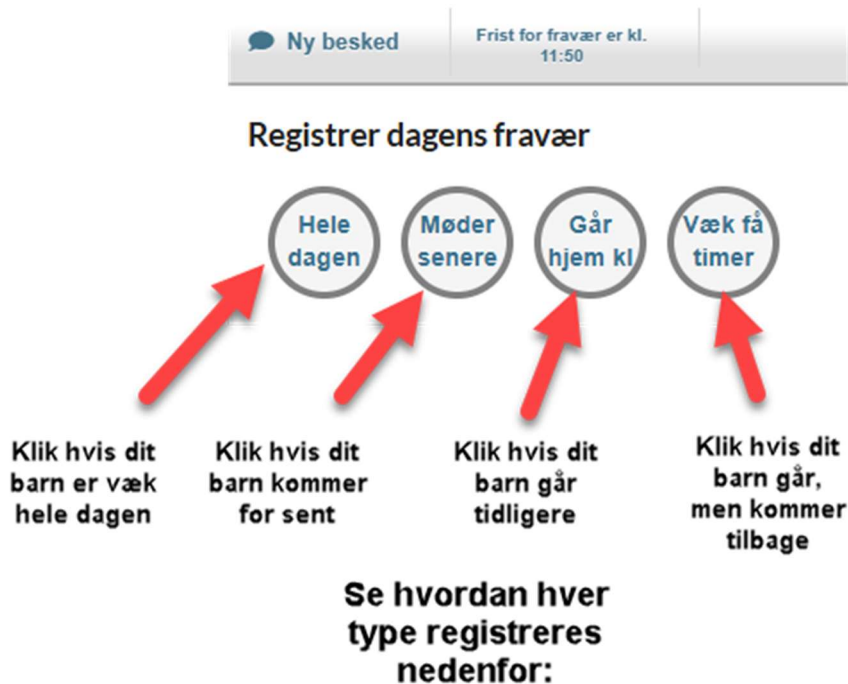 Ny besked
Frist for fravær er kl.
11:50
Registrer dagens fravær
Hele
dagen
Møder
senere
Går
hjem kl
Væk få
timer
Klik hvis dit
barn er væk
hele dagen
Klik hvis dit
barn kommer
for sent
Klik hvis dit
barn går
tidligere
Klik hvis dit
barn går,
men kommer
tilbage
Se hvordan hver
type registreres
nedenfor: